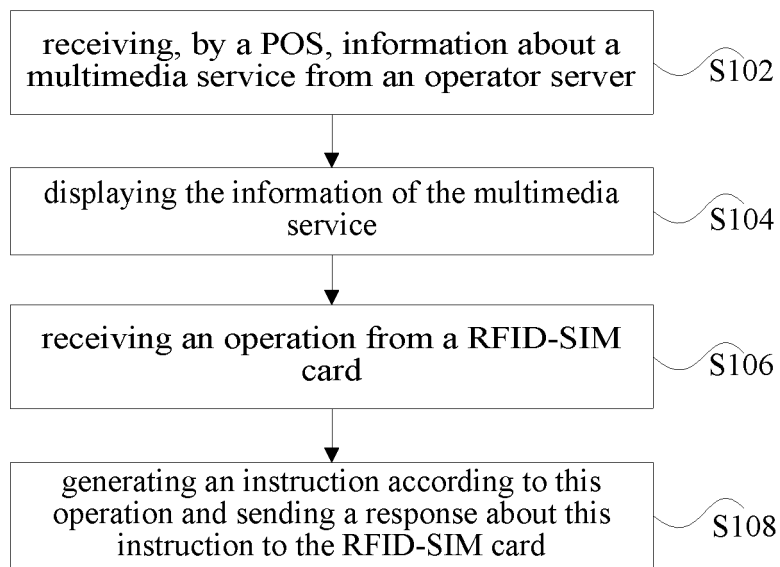 receiving, by a POS, information about a
multimedia service from an operator server
S102
displaying the information of the multimedia
service
S104
receiving an operation from a RFID-SIM
card
S106
generating an instruction according to this
operation and sending a response about this
instruction to the RFID-SIM card
S108